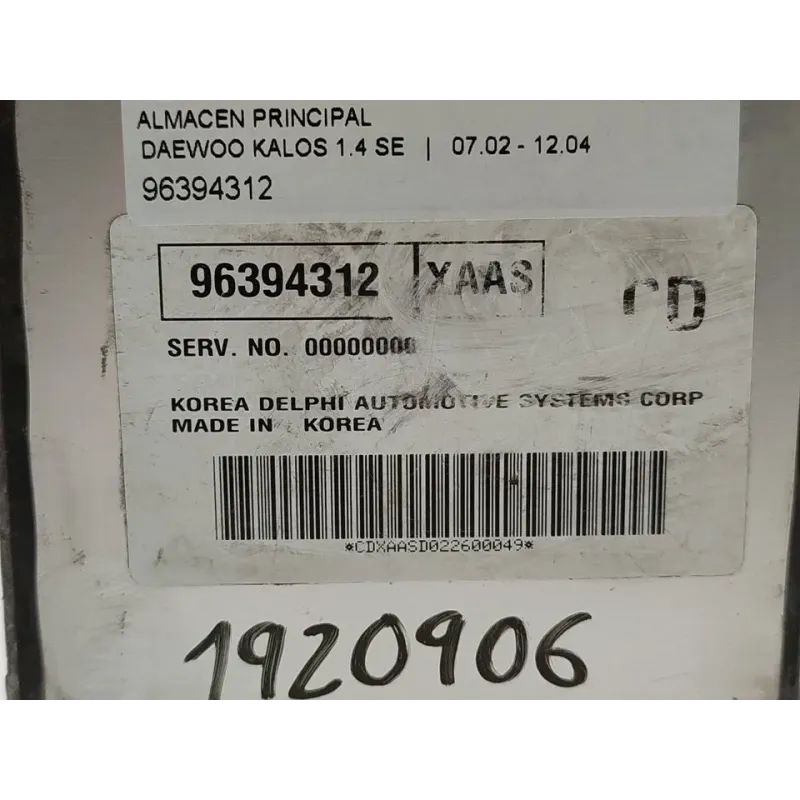 ALMACEN PRINCIPAL
DAEWOO KALOS 1.4 SE | 07.02 - 12.04
96394312
96394312 XAAS CD
SERV. NO. 00000000
KOREA DELPHI AUTOMOTIVE SYSTEMS CORP
MADE IN KOREA
*CDXAASD022600049*
1920906